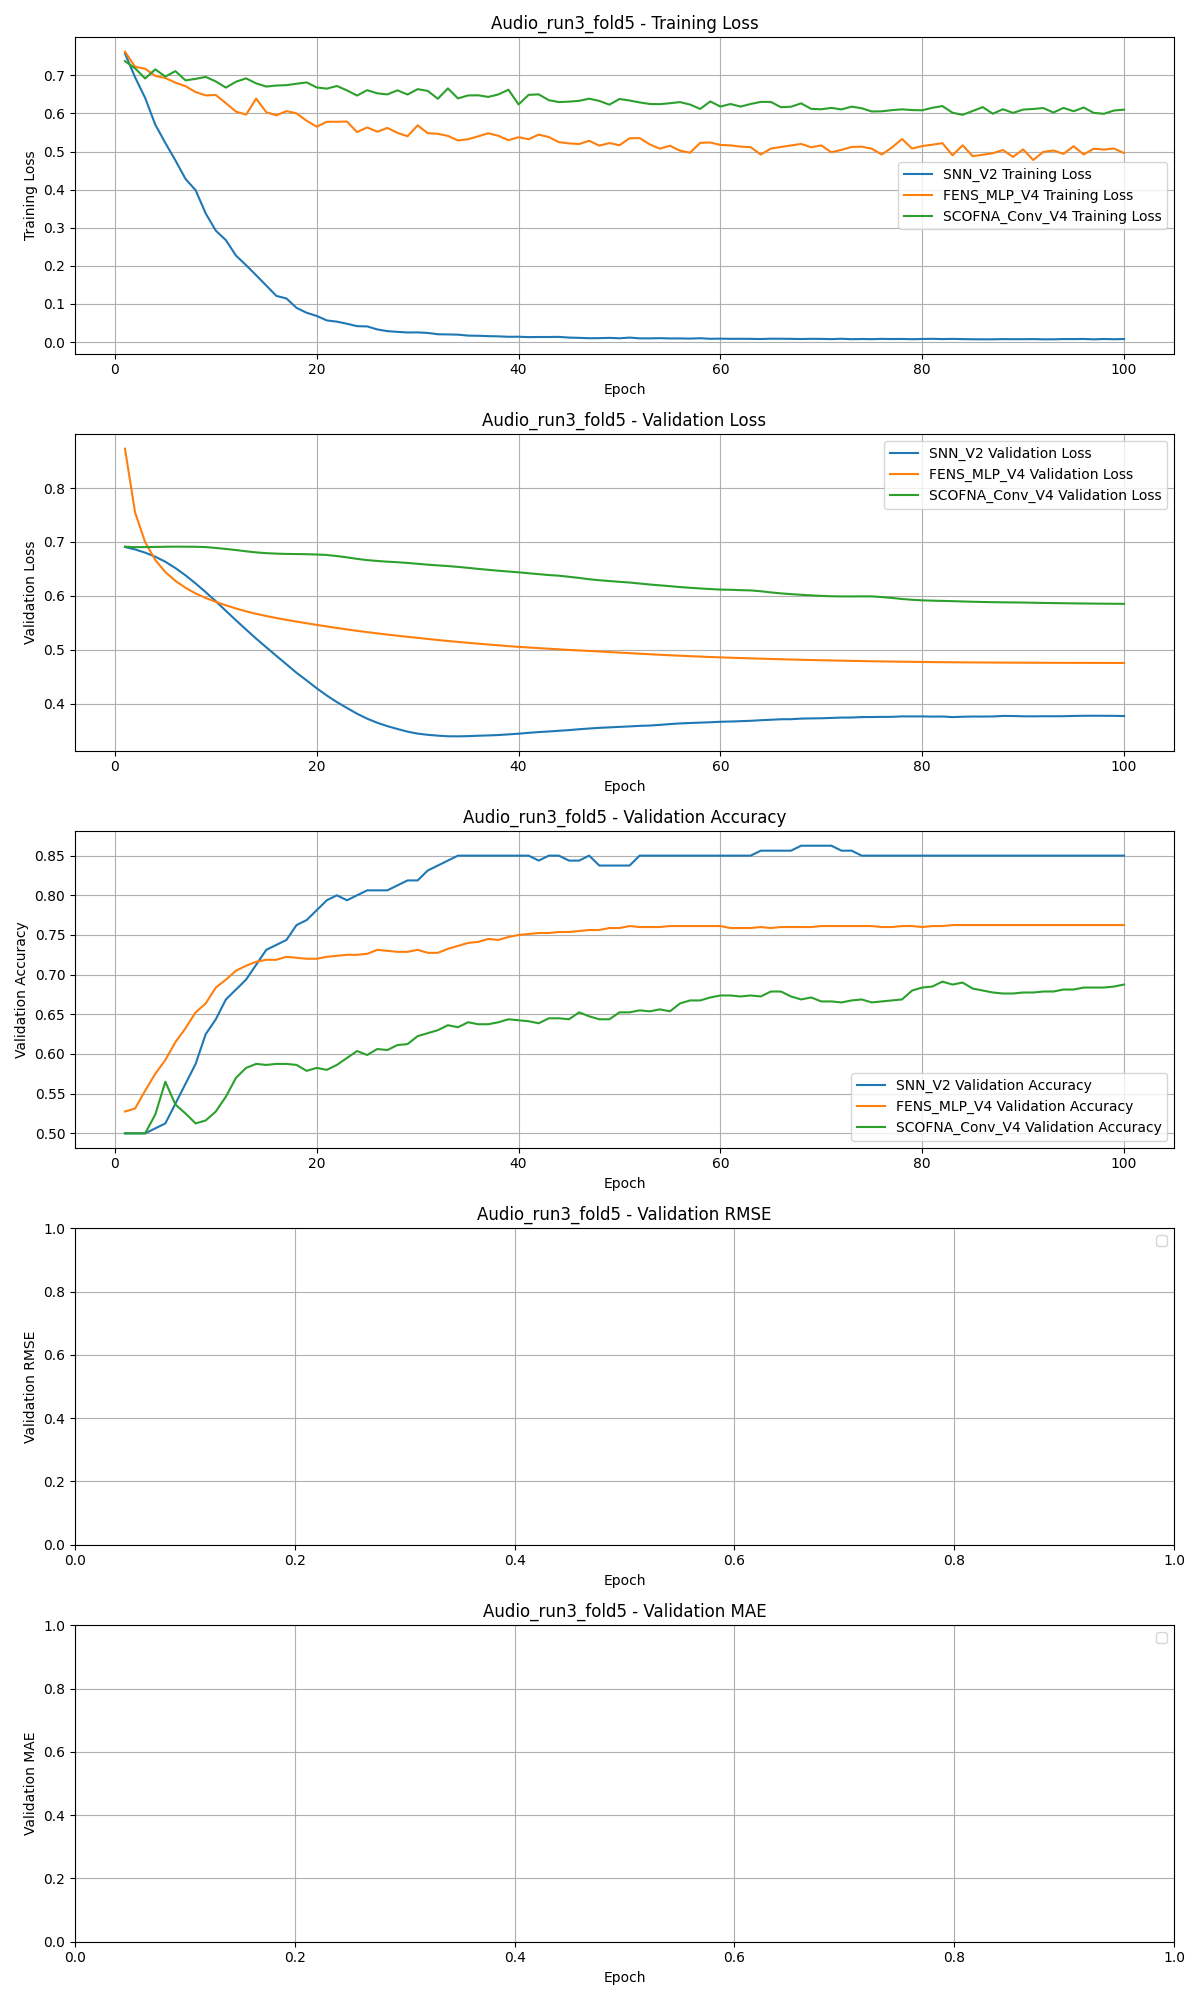 Audio_run3_fold5 - Training Loss
Training Loss
0.7
0.6
0.5
0.4
0.3
0.2
0.1
0.0
SNN_V2 Training Loss
FENS_MLP_V4 Training Loss
SCOFNA_Conv_V4 Training Loss
0 20 40 60 80 100
Epoch
Audio_run3_fold5 - Validation Loss
Validation Loss
0.8
0.7
0.6
0.5
0.4
SNN_V2 Validation Loss
FENS_MLP_V4 Validation Loss
SCOFNA_Conv_V4 Validation Loss
0 20 40 60 80 100
Epoch
Audio_run3_fold5 - Validation Accuracy
Validation Accuracy
0.85
0.80
0.75
0.70
0.65
0.60
0.55
0.50
SNN_V2 Validation Accuracy
FENS_MLP_V4 Validation Accuracy
SCOFNA_Conv_V4 Validation Accuracy
0 20 40 60 80 100
Epoch
Audio_run3_fold5 - Validation RMSE
Validation RMSE
1.0
0.8
0.6
0.4
0.2
0.0
0.0 0.2 0.4 0.6 0.8 1.0
Epoch
Audio_run3_fold5 - Validation MAE
Validation MAE
1.0
0.8
0.6
0.4
0.2
0.0
0.0 0.2 0.4 0.6 0.8 1.0
Epoch